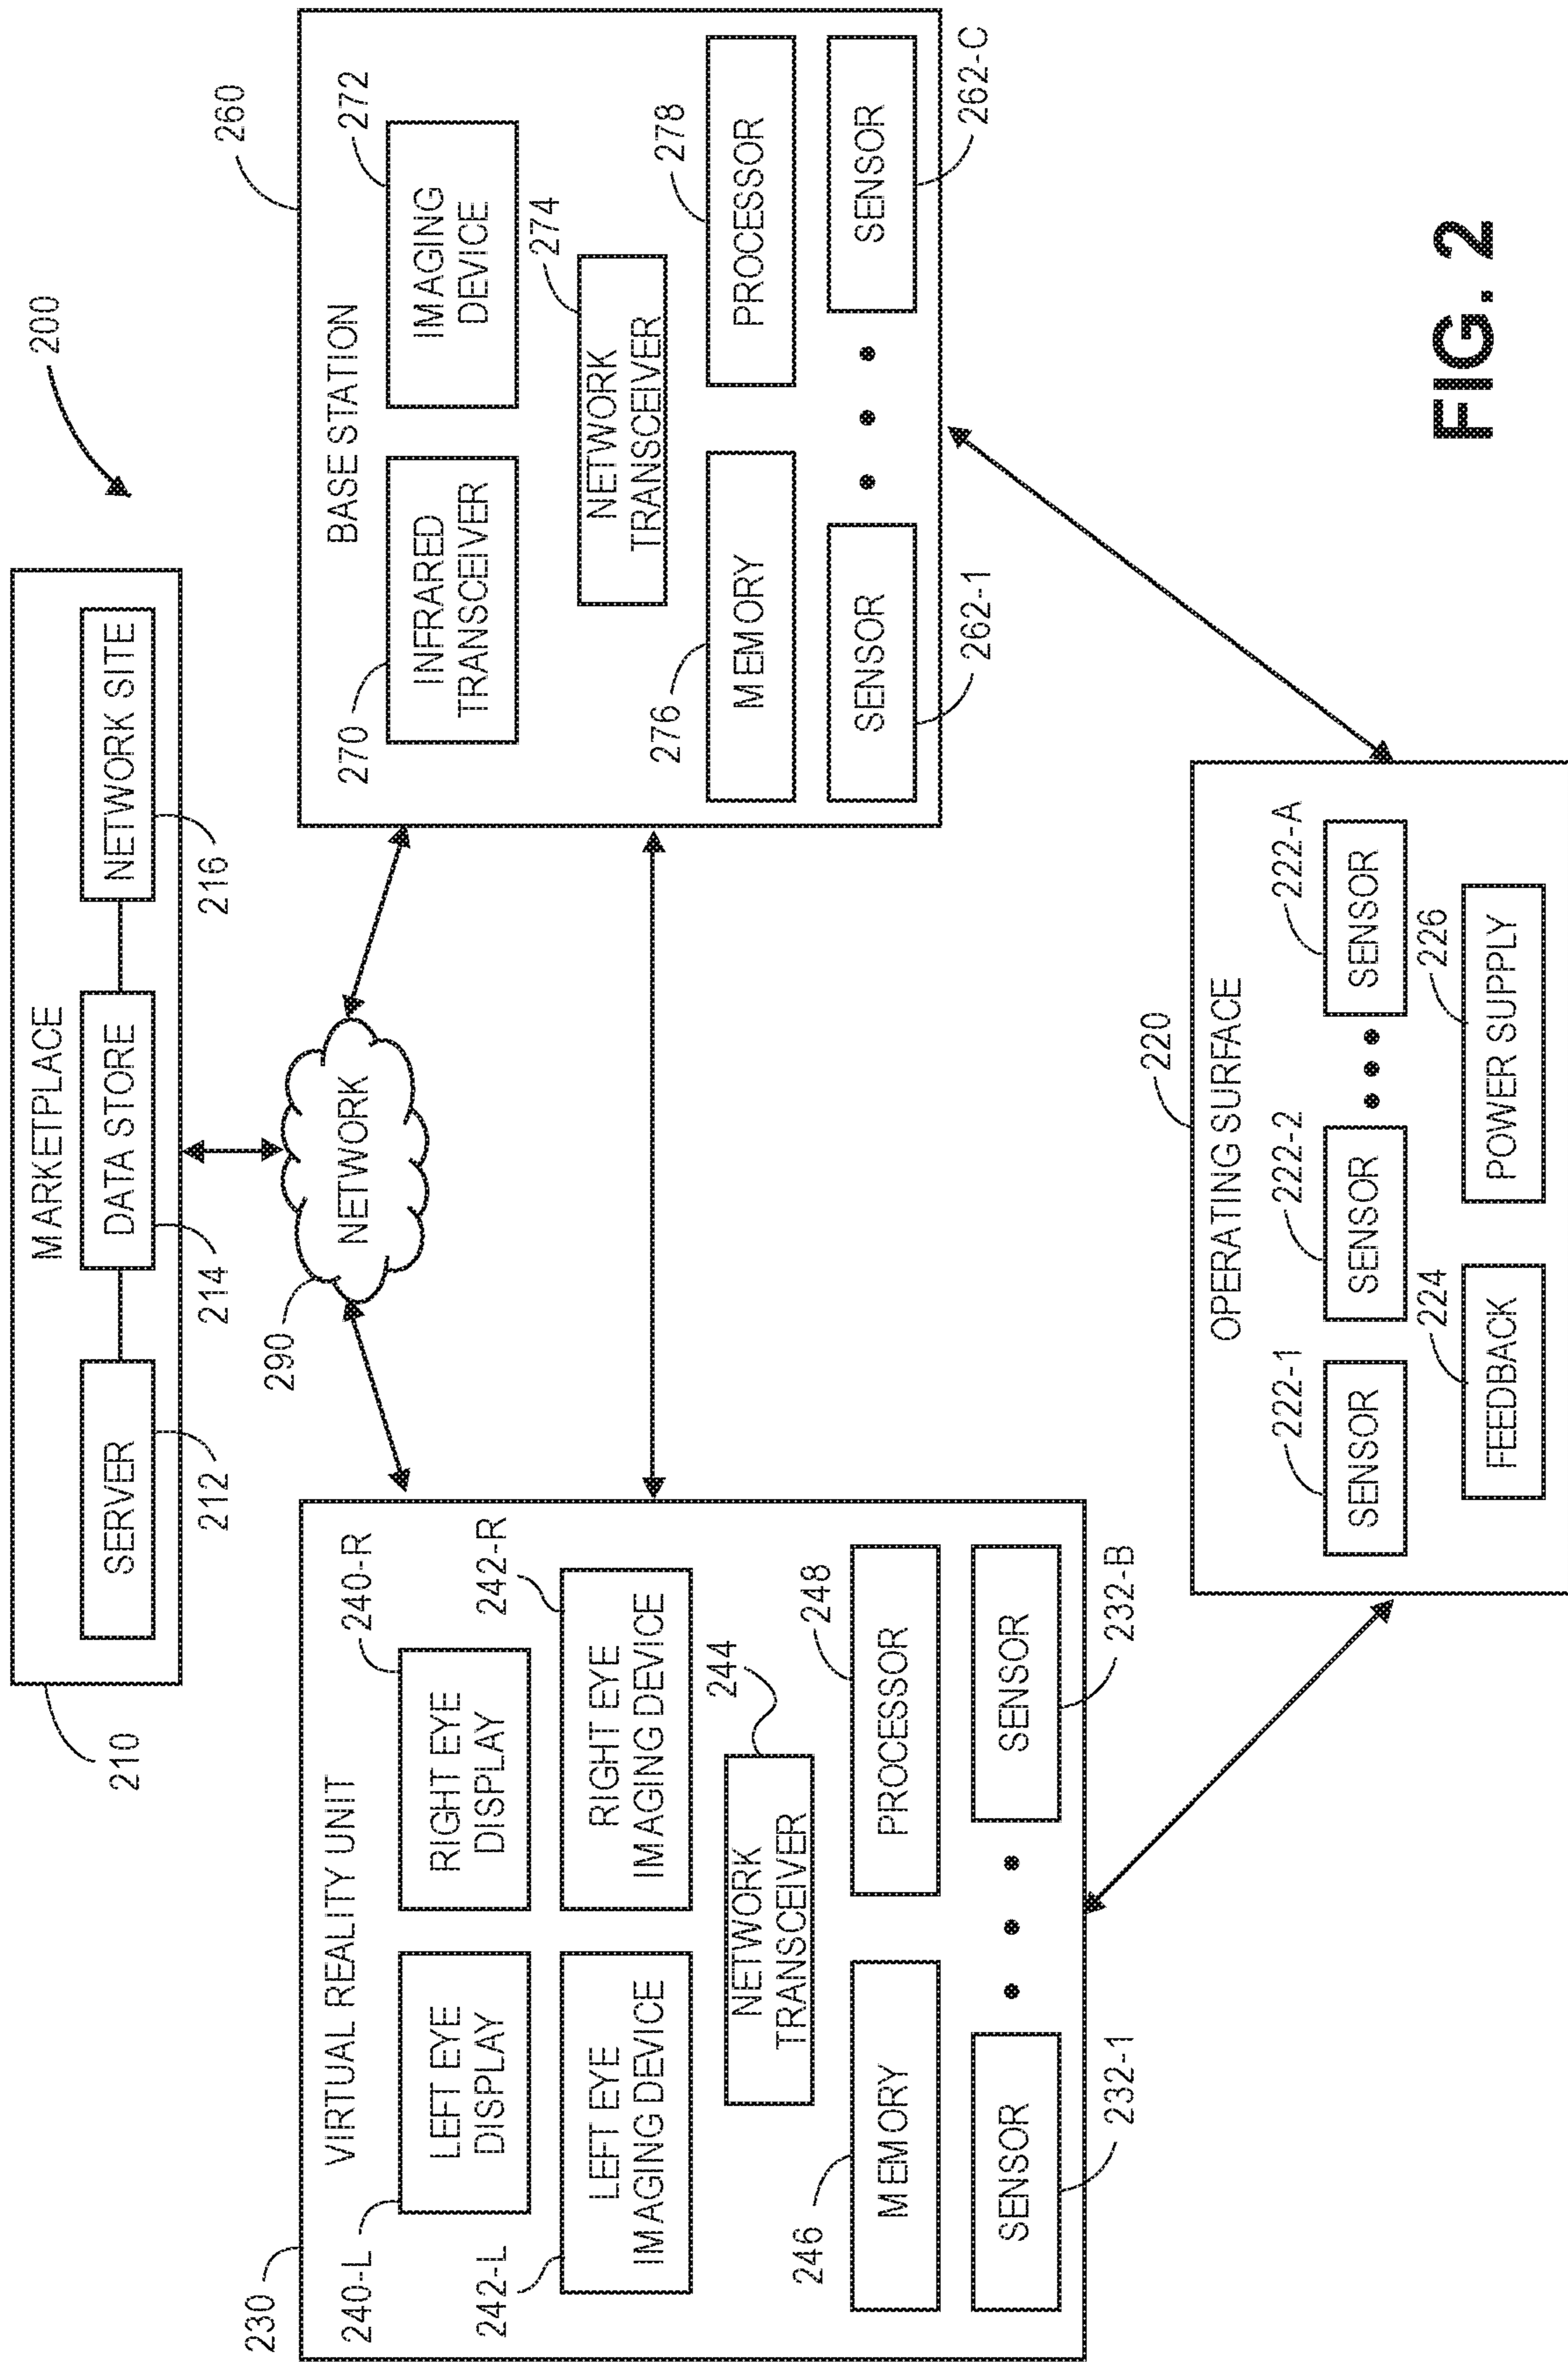 200
MARKETPLACE
SERVER
DATA STORE
NETWORK SITE
210
212
214
216
290
NETWORK
230
VIRTUAL REALITY UNIT
240-L
LEFT EYE
DISPLAY
RIGHT EYE
DISPLAY
240-R
242-L
LEFT EYE
IMAGING DEVICE
RIGHT EYE
IMAGING DEVICE
242-R
NETWORK
TRANSCEIVER
244
246
MEMORY
PROCESSOR
248
SENSOR
SENSOR
232-1
232-B
260
BASE STATION
270
INFRARED
TRANSCEIVER
IMAGING
DEVICE
272
NETWORK
TRANSCEIVER
274
276
MEMORY
PROCESSOR
278
SENSOR
SENSOR
262-1
262-C
220
OPERATING SURFACE
222-1
222-2
222-A
SENSOR
SENSOR
SENSOR
224
226
FEEDBACK
POWER SUPPLY
FIG. 2